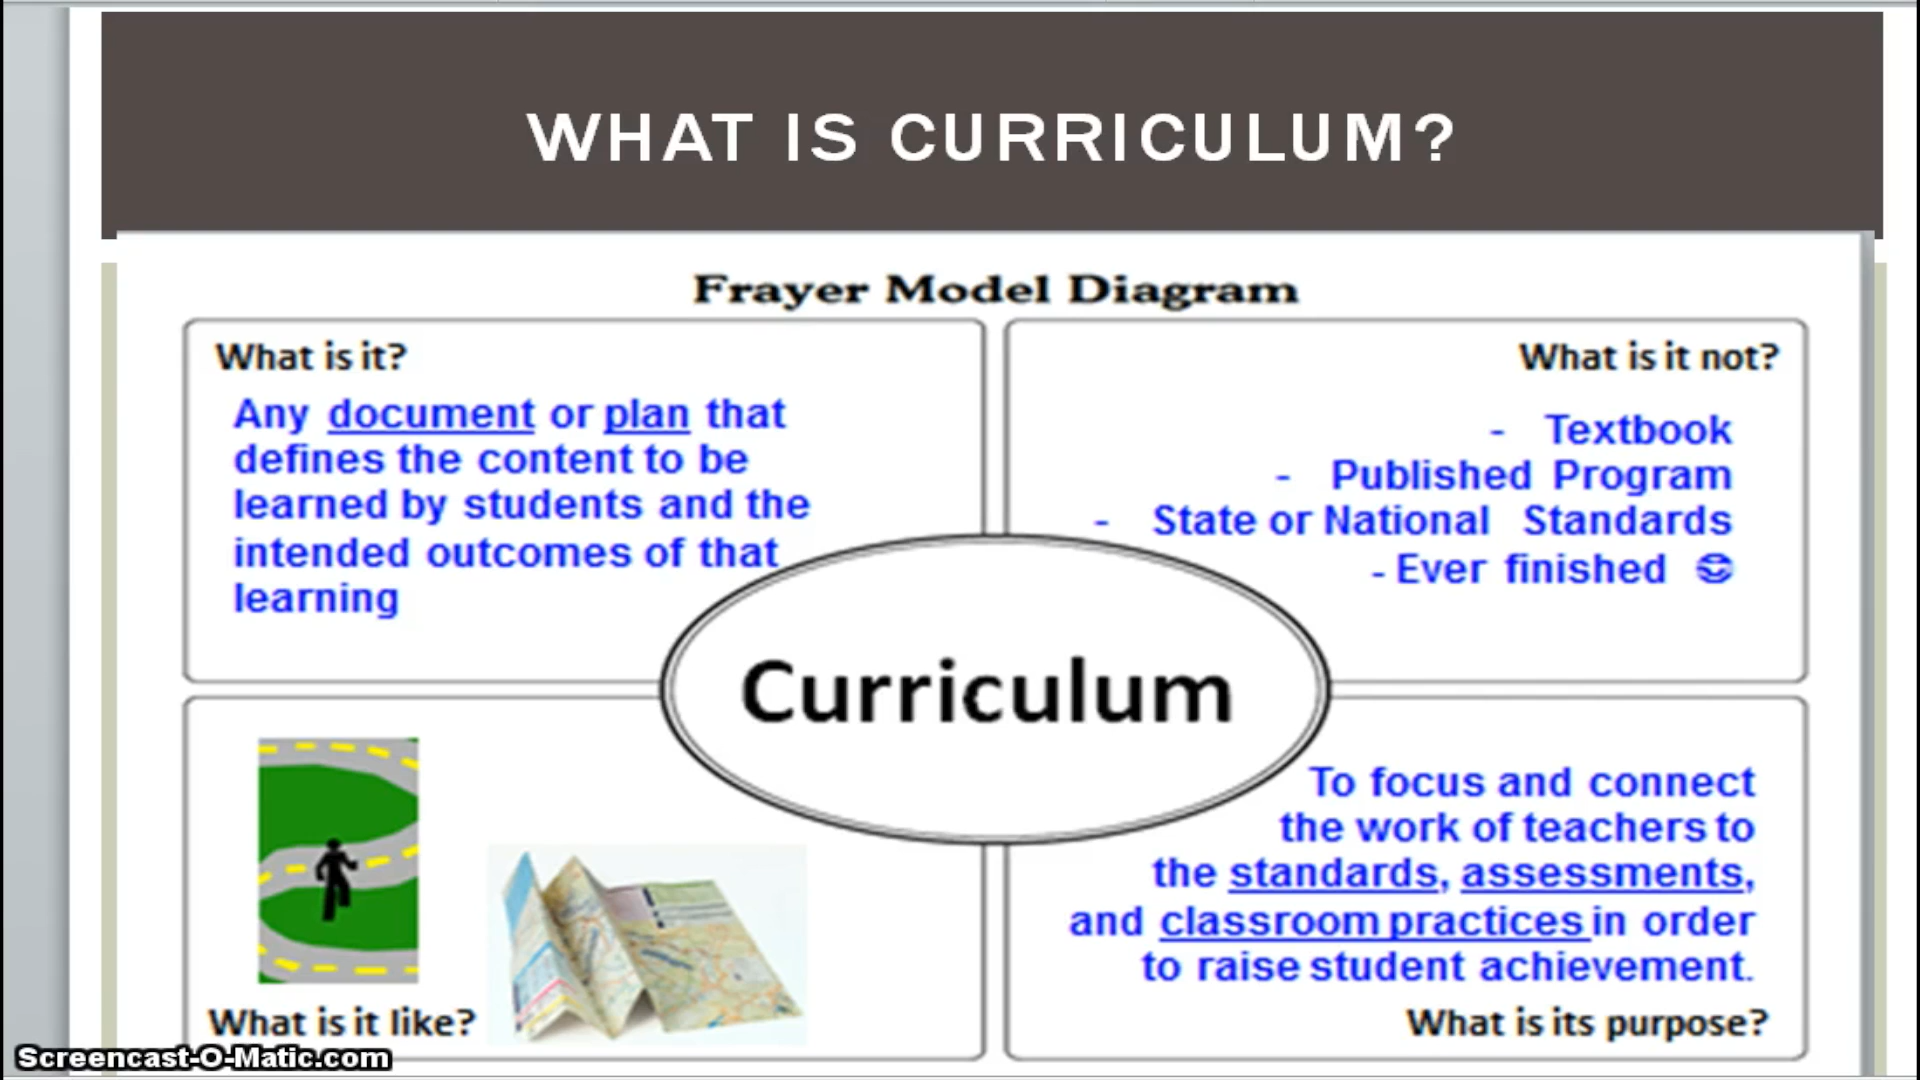 WHAT IS CURRICULUM?
Frayer Model Diagram
What is it?
Any document or plan that
defines the content to be
learned by students and the
intended outcomes of that
learning
What is it not?
- Textbook
- Published Program
- State or National Standards
- Ever finished
Curriculum
What is it like?
To focus and connect
the work of teachers to
the standards, assessments,
and classroom practices in order
to raise student achievement.
What is its purpose?
Screencast-O-Matic.com